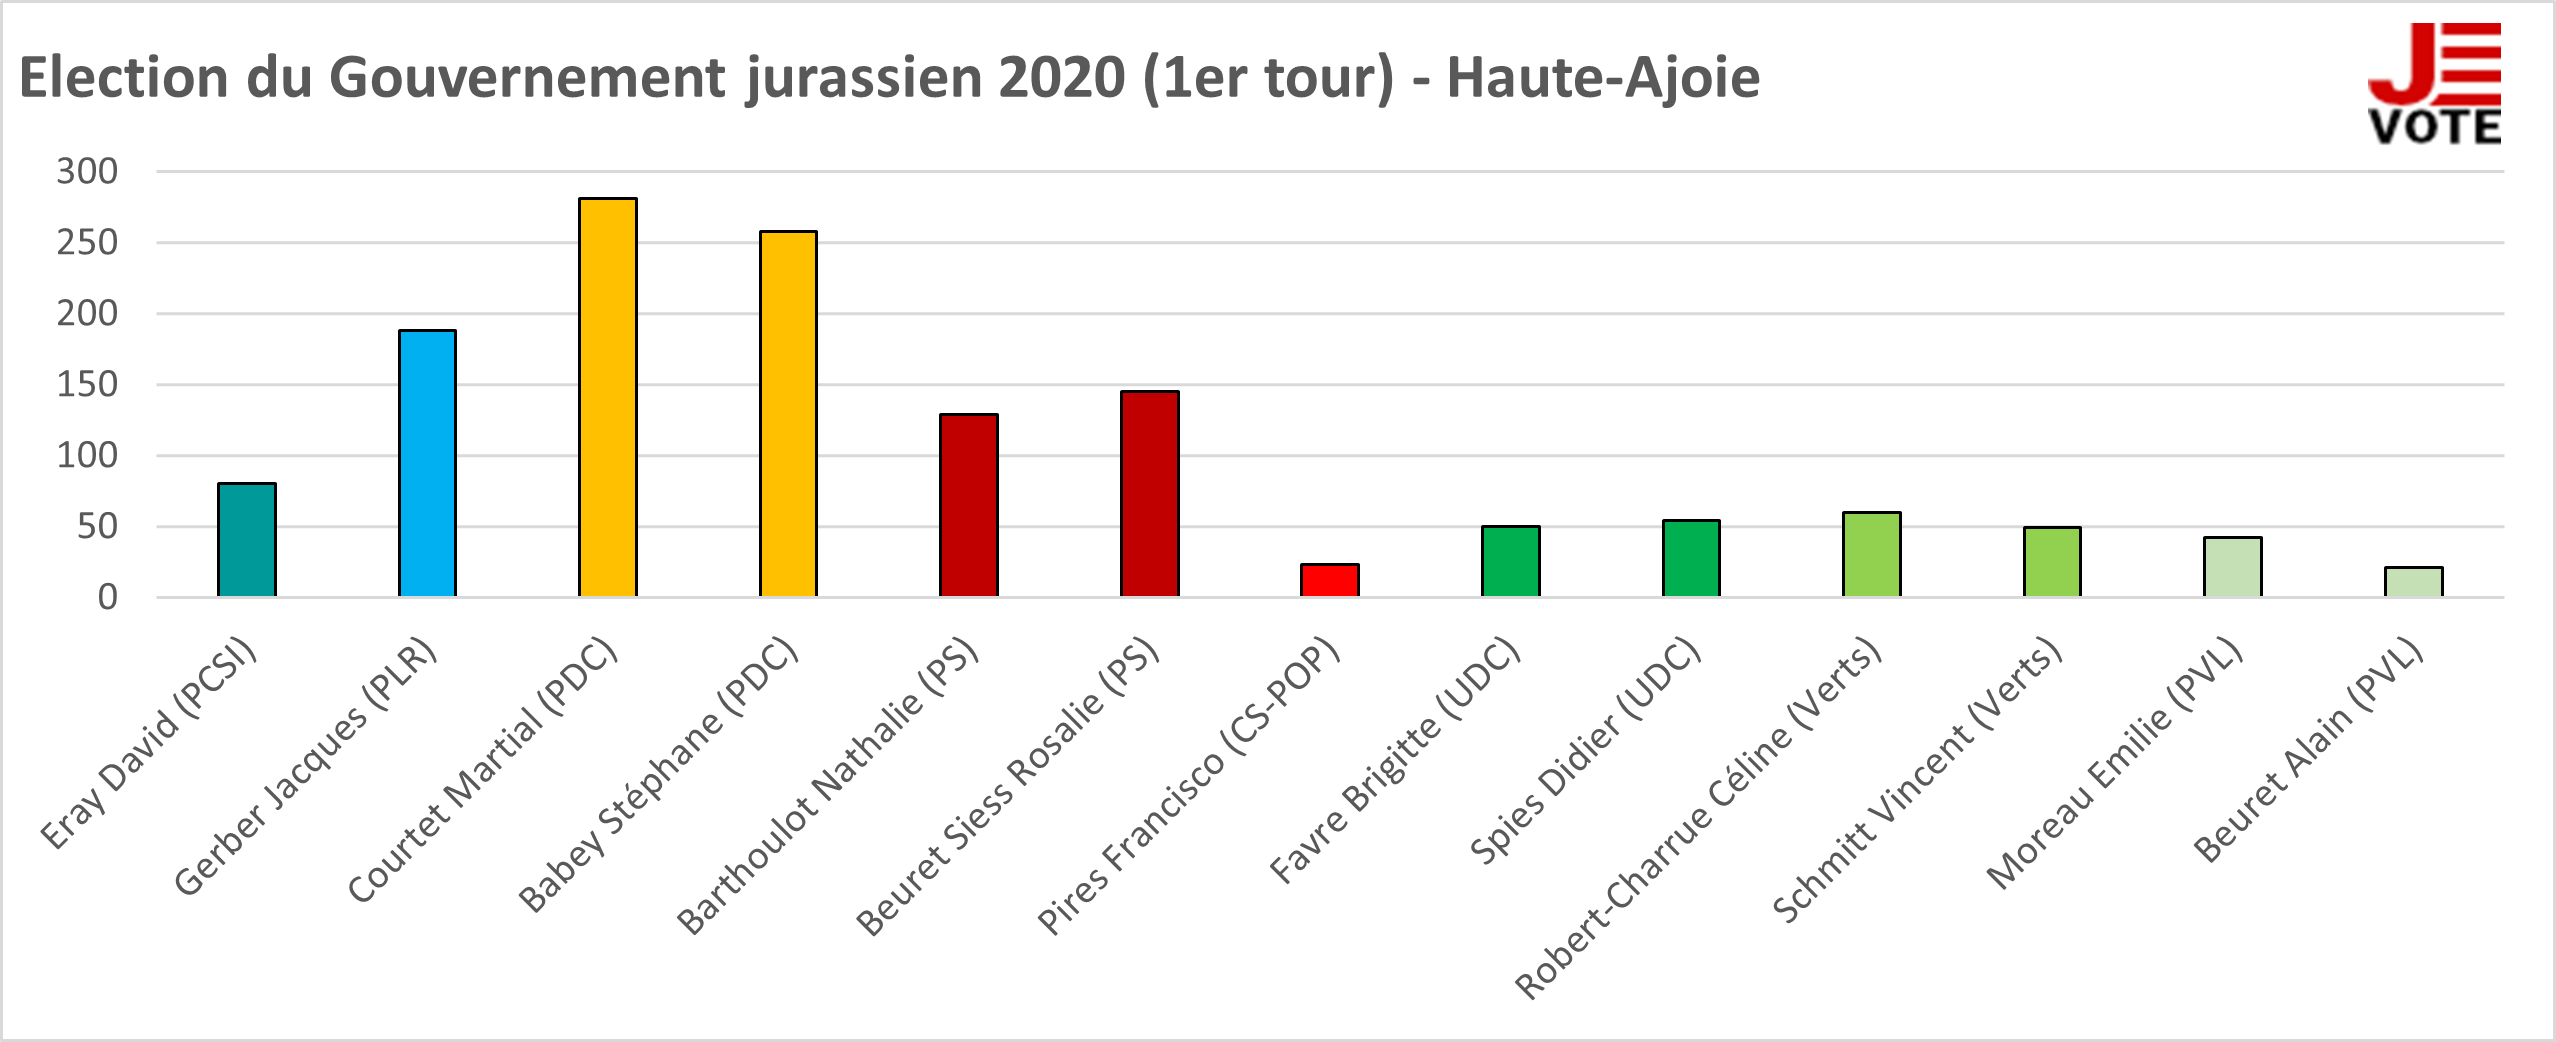 Election du Gouvernement jurassien 2020 (1er tour) - Haute-Ajoie
JE
VOTE
300
250
200
150
100
50
0
Eray David (PCSI)
Gerber Jacques (PLR)
Courtet Martial (PDC)
Babey Stéphane (PDC)
Barthoulot Nathalie (PS)
Beuret Siess Rosalie (PS)
Pires Francisco (CS-POP)
Favre Brigitte (UDC)
Spies Didier (UDC)
Robert-Charrue Céline (Verts)
Schmitt Vincent (Verts)
Moreau Emilie (PVL)
Beuret Alain (PVL)